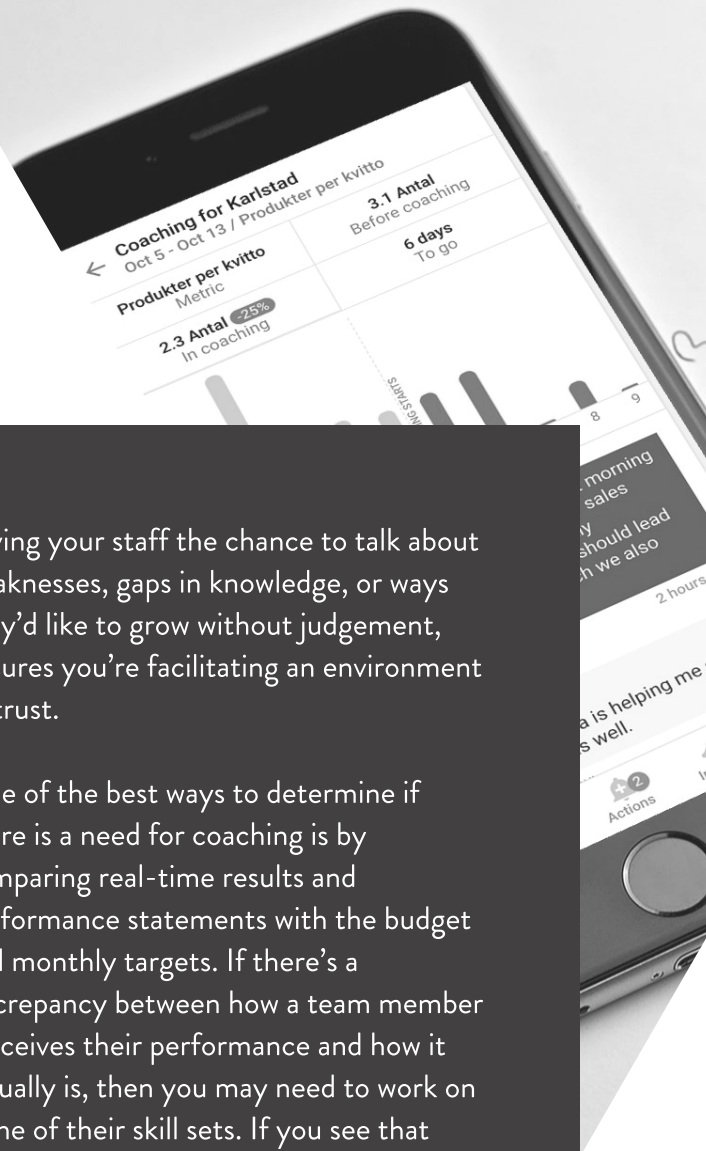 Coaching for Karlstad
Oct 5 - Oct 13 / Produkter per kvitto
Produkter per kvitto
Metric
3.1 Antal
Before coaching
2.3 Antal -25%
In coaching
6 days
To go
NG STARTS
8
9
morning
sales
y
should lead
h we also
2 hours
a is helping me
s well.
2
Actions
ving your staff the chance to talk about
aknesses, gaps in knowledge, or ways
y’d like to grow without judgement,
sures you’re facilitating an environment
trust.
e of the best ways to determine if
re is a need for coaching is by
mparing real-time results and
formance statements with the budget
d monthly targets. If there’s a
crepancy between how a team member
ceives their performance and how it
ually is, then you may need to work on
me of their skill sets. If you see that